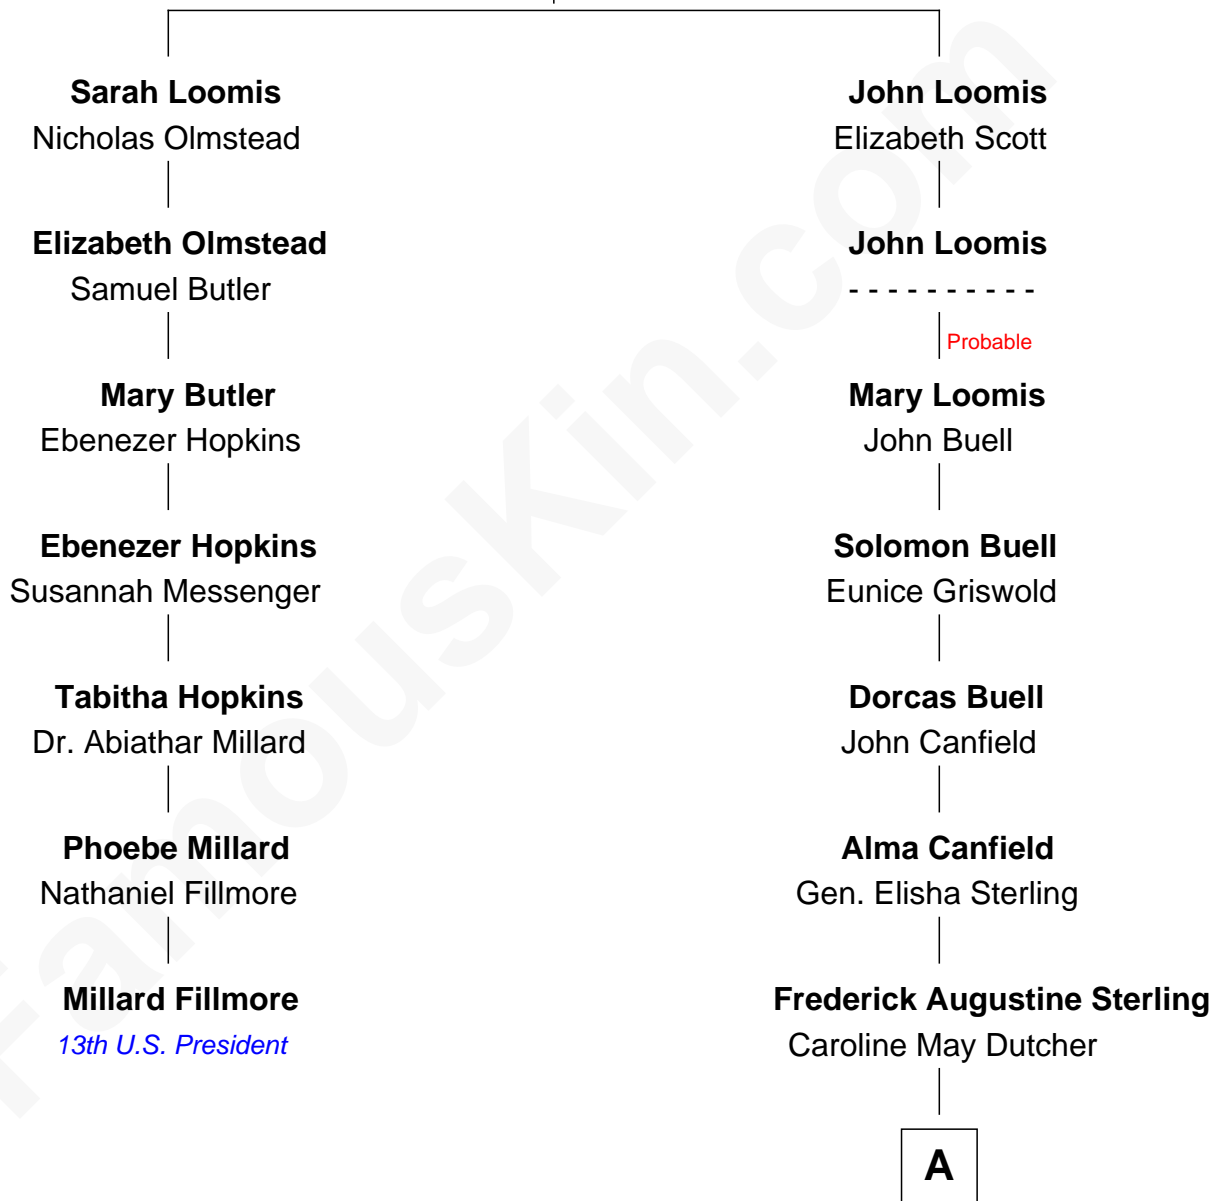 Sarah Loomis
Nicholas Olmstead
Elizabeth Olmstead
Samuel Butler
Mary Butler
Ebenezer Hopkins
Ebenezer Hopkins
Susannah Messenger
Tabitha Hopkins
Dr. Abiathar Millard
Phoebe Millard
Nathaniel Fillmore
Millard Fillmore
13th U.S. President
John Loomis
Elizabeth Scott
John Loomis
- - - - - - - - - -
Probable
Mary Loomis
John Buell
Solomon Buell
Eunice Griswold
Dorcas Buell
John Canfield
Alma Canfield
Gen. Elisha Sterling
Frederick Augustine Sterling
Caroline May Dutcher
A
FamousKin.com